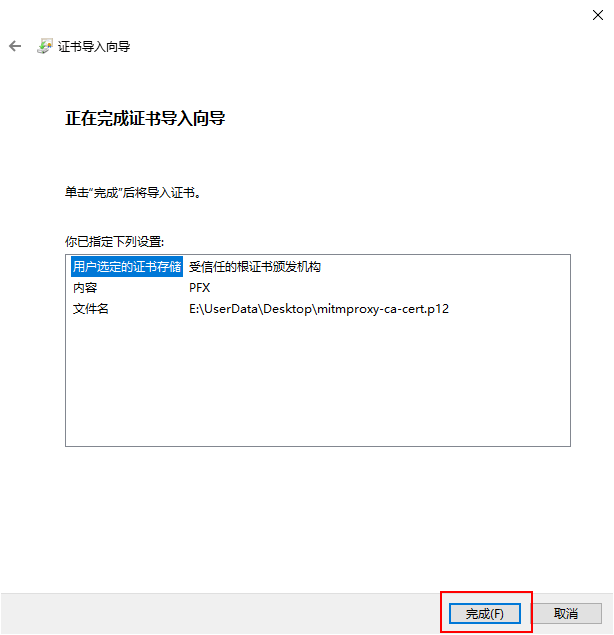 证书导入向导
正在完成证书导入向导
单击“完成”后将导入证书。
你已指定下列设置:
用户选定的证书存储 受信任的根证书颁发机构
内容 PFX
文件名 E:\UserData\Desktop\mitmproxy-ca-cert.p12
完成(F) 取消